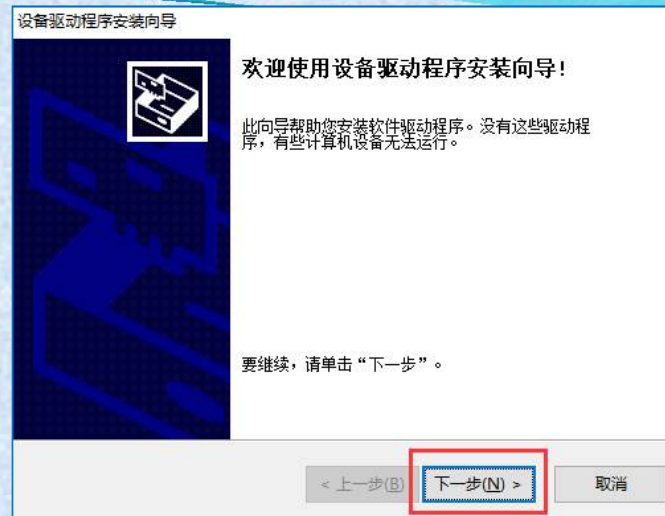 设备驱动程序安装向导
欢迎使用设备驱动程序安装向导!
此向导帮助您安装软件驱动程序。没有这些驱动程
序，有些计算机设备无法运行。
要继续，请单击“下一步”。
< 上一步(B) 下一步(N) > 取消